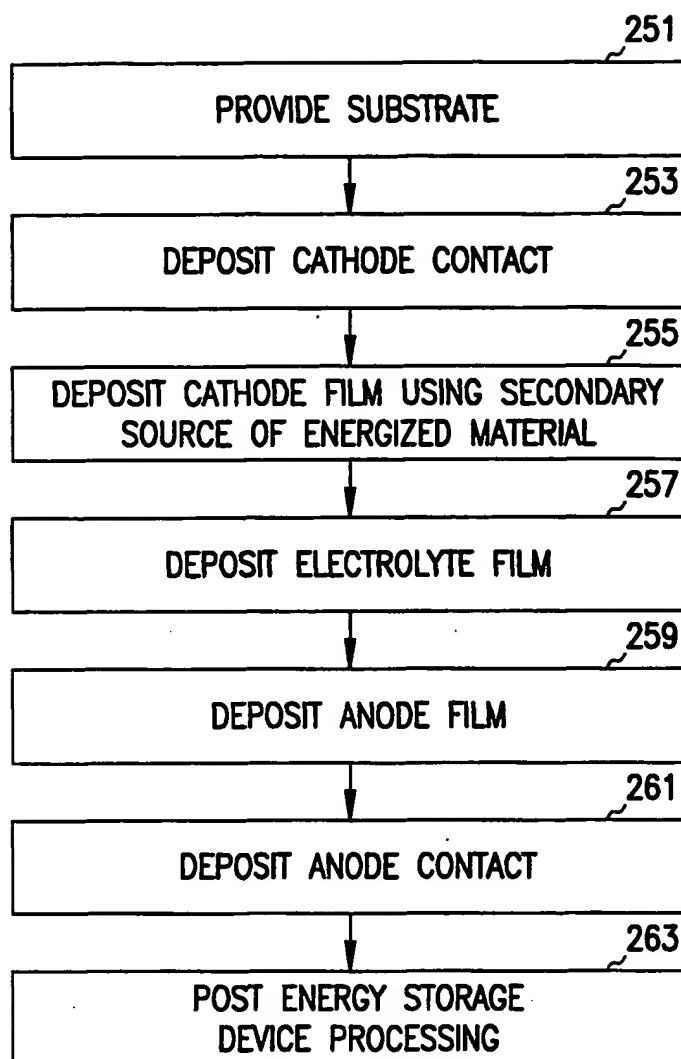 251
PROVIDE SUBSTRATE
253
DEPOSIT CATHODE CONTACT
255
DEPOSIT CATHODE FILM USING SECONDARY
SOURCE OF ENERGIZED MATERIAL
257
DEPOSIT ELECTROLYTE FILM
259
DEPOSIT ANODE FILM
261
DEPOSIT ANODE CONTACT
263
POST ENERGY STORAGE
DEVICE PROCESSING